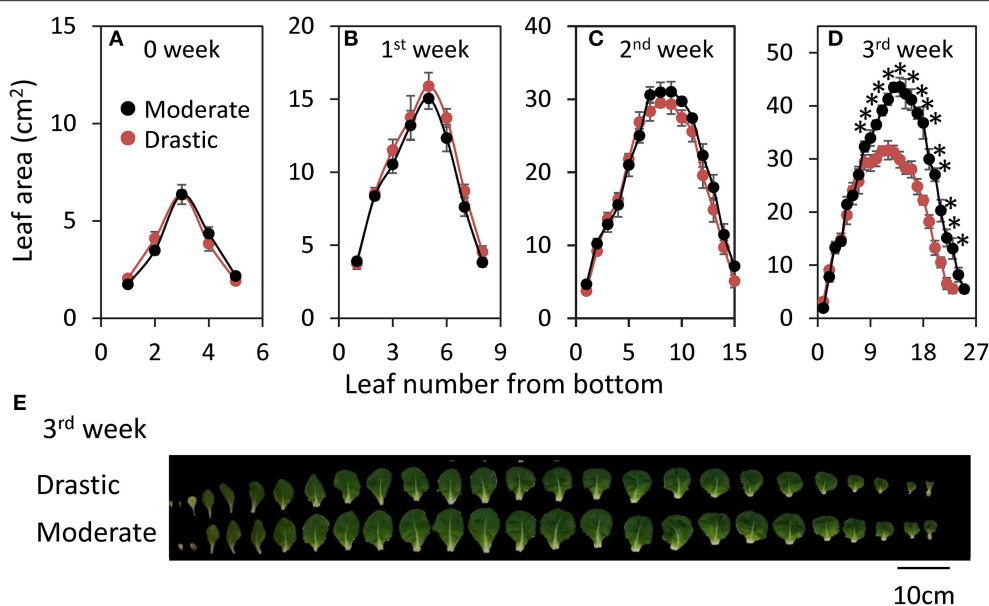 A
0 week
Moderate
Drastic
15
10
5
0
0 2 4 6
B
1st week
20
15
10
5
0
0 3 6 9
C
2nd week
40
30
20
10
0
0 5 10 15
D
3rd week
50
40
30
20
10
0
0 9 18 27
* * * * * * * * * * * * * * * *
Leaf area (cm2)
Leaf number from bottom
E
3rd week
Drastic
Moderate
10cm